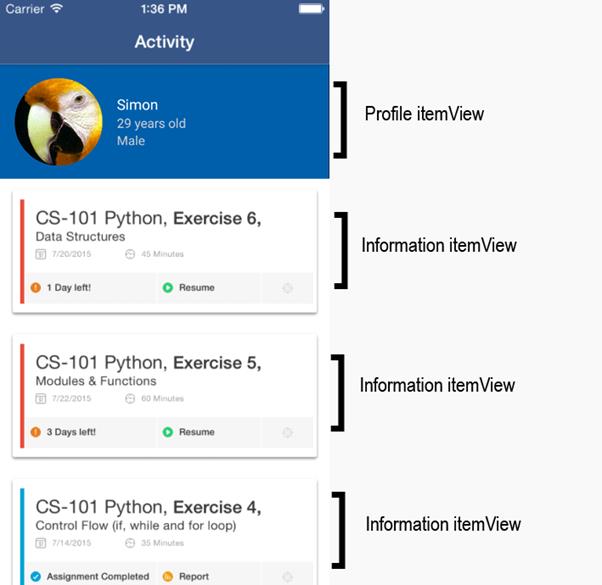 Carrier 1:36 PM
Activity
Simon
29 years old
Male
Profile itemView
CS-101 Python, Exercise 6,
Data Structures
7/20/2015 45 Minutes
1 Day left! Resume
Information itemView
CS-101 Python, Exercise 5,
Modules & Functions
7/22/2015 60 Minutes
3 Days left! Resume
Information itemView
CS-101 Python, Exercise 4,
Control Flow (if, while and for loop)
7/14/2015 35 Minutes
Assignment Completed Report
Information itemView